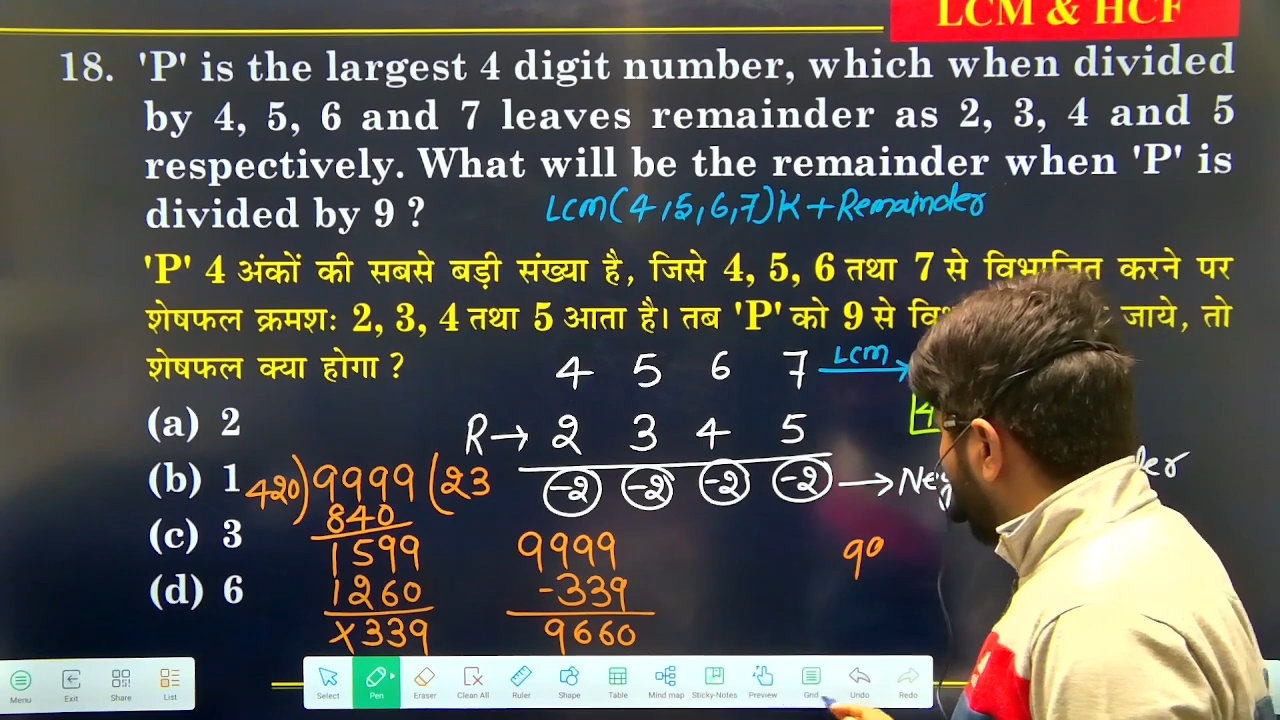 LCM & HCF
18. 'P' is the largest 4 digit number, which when divided
by 4, 5, 6 and 7 leaves remainder as 2, 3, 4 and 5
respectively. What will be the remainder when 'P' is
divided by 9 ?
Lcm(4,5,6,7)K+Remainder
'P' 4 अंकों की सबसे बड़ी संख्या है, जिसे 4, 5, 6 तथा 7 से विभाजित करने पर
शेषफल क्रमशः 2, 3, 4 तथा 5 आता है। तब 'P' को 9 से जाये, तो
शेषफल क्या होगा ?
4 5 6 7 LCM
(a) 2
R→ 2 3 4 5
(b) 1
-2 -2 -2 -2 →
420)9999(23
840
(c) 3
1599
9999
90
(d) 6
1260
-339
×339
9660
Menu Exit Share List Select Pen Eraser Clean All Ruler Shape Table Mind map Sticky-Notes Preview Grid Undo Redo